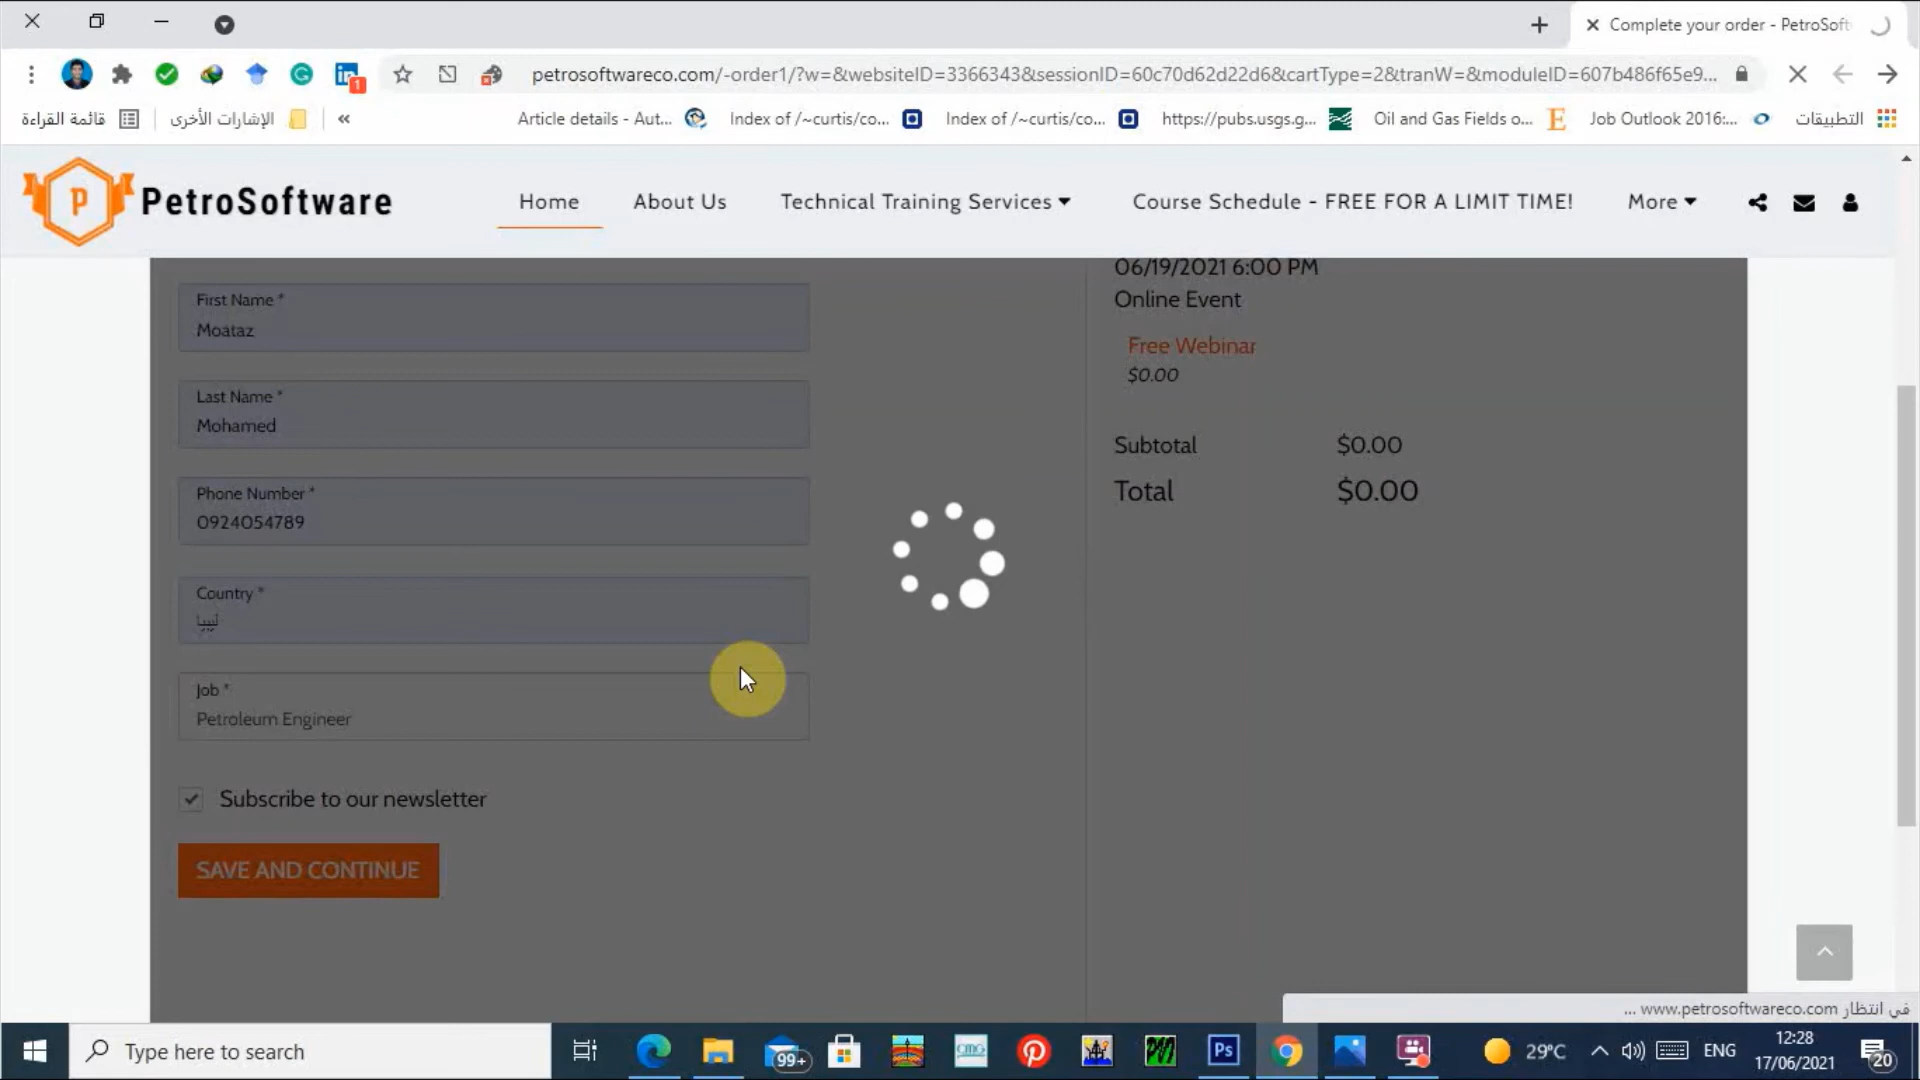 Complete your order - PetroSoft
petrosoftwareco.com/-order1/?w=&websiteID=3366343&sessionID=60c70d62d22d6&cartType=2&tranW=&moduleID=607b486f65e9...
1
قائمة القراءة
الإشارات الأخرى
«
Article details - Aut...
Index of /~curtis/co...
Index of /~curtis/co...
https://pubs.usgs.g...
Oil and Gas Fields o...
E
Job Outlook 2016:...
التطبيقات
P
PetroSoftware
Home
About Us
Technical Training Services
Course Schedule - FREE FOR A LIMIT TIME!
More
First Name *
Moataz
Last Name *
Mohamed
Phone Number *
0924054789
Country *
ليبيا
Job *
Petroleum Engineer
Subscribe to our newsletter
SAVE AND CONTINUE
06/19/2021 6:00 PM
Online Event
Free Webinar
$0.00
Subtotal $0.00
Total $0.00
في انتظار www.petrosoftwareco.com ...
Type here to search
99+
CMG
Ps
29°C
ENG
12:28
17/06/2021
20